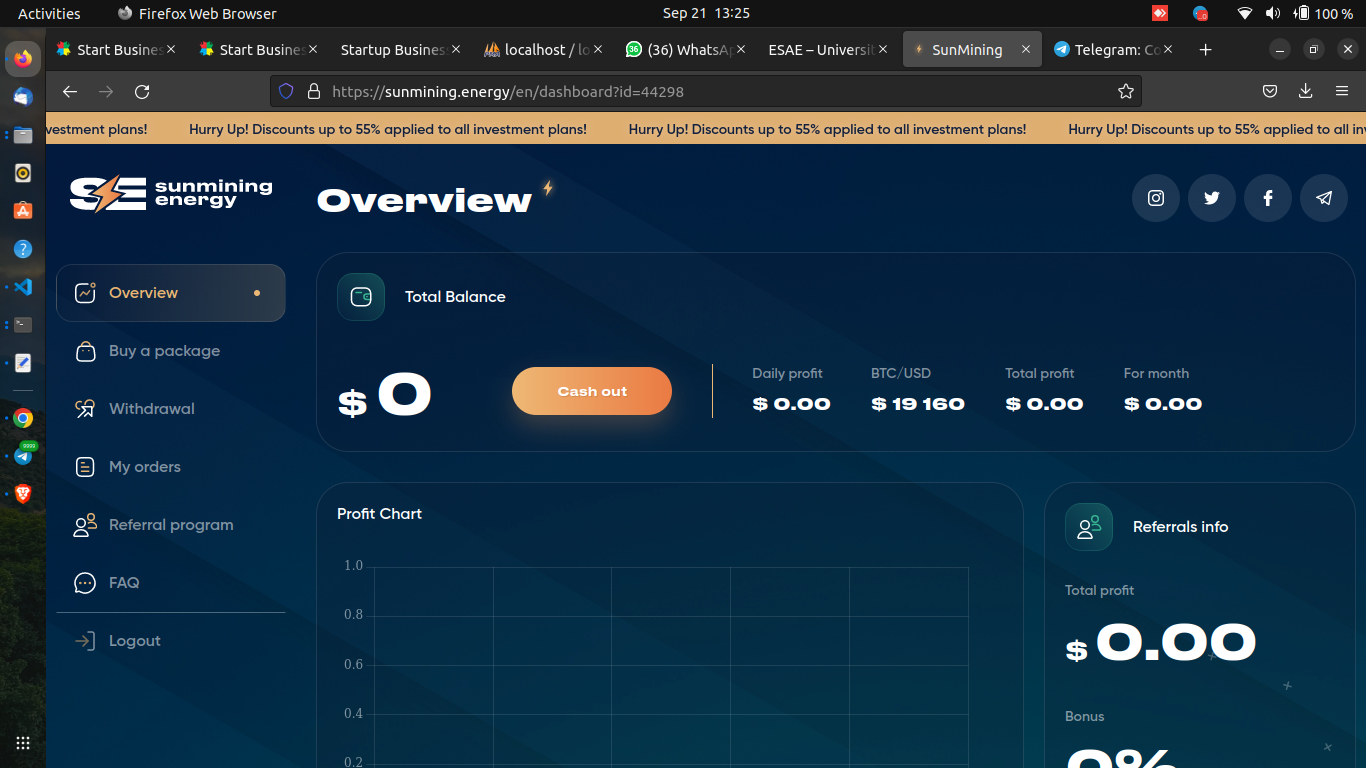 Activities Firefox Web Browser Sep 21 13:25 100 %
Start Busines Start Busines Startup Business localhost / lo (36) WhatsAp ESAE – Universit SunMining Telegram: Co
https://sunmining.energy/en/dashboard?id=44298
vestment plans! Hurry Up! Discounts up to 55% applied to all investment plans! Hurry Up! Discounts up to 55% applied to all investment plans! Hurry Up! Discounts up to 55% applied to all in
SE sunmining
energy
Overview
Overview
Buy a package
Withdrawal
My orders
Referral program
FAQ
Logout
Total Balance
$ 0
Cash out
Daily profit BTC/USD Total profit For month
$ 0.00 $ 19 160 $ 0.00 $ 0.00
Profit Chart
1.0
0.8
0.6
0.4
0.2
Referrals info
Total profit
$ 0.00
Bonus
0%